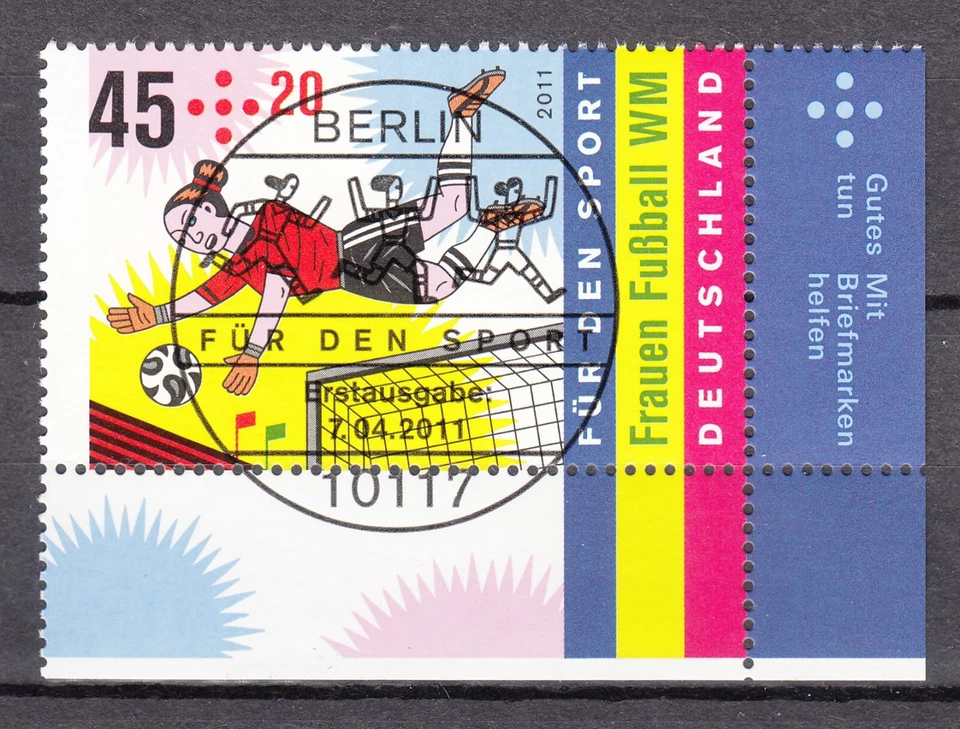 45 20
BERLIN
FÜR DEN SPORT
Erstausgabe:
7.04.2011
10117
2011
FÜR DEN SPORT
Frauen Fußball WM
DEUTSCHLAND
Gutes
tun
Mit
Briefmarken
helfen